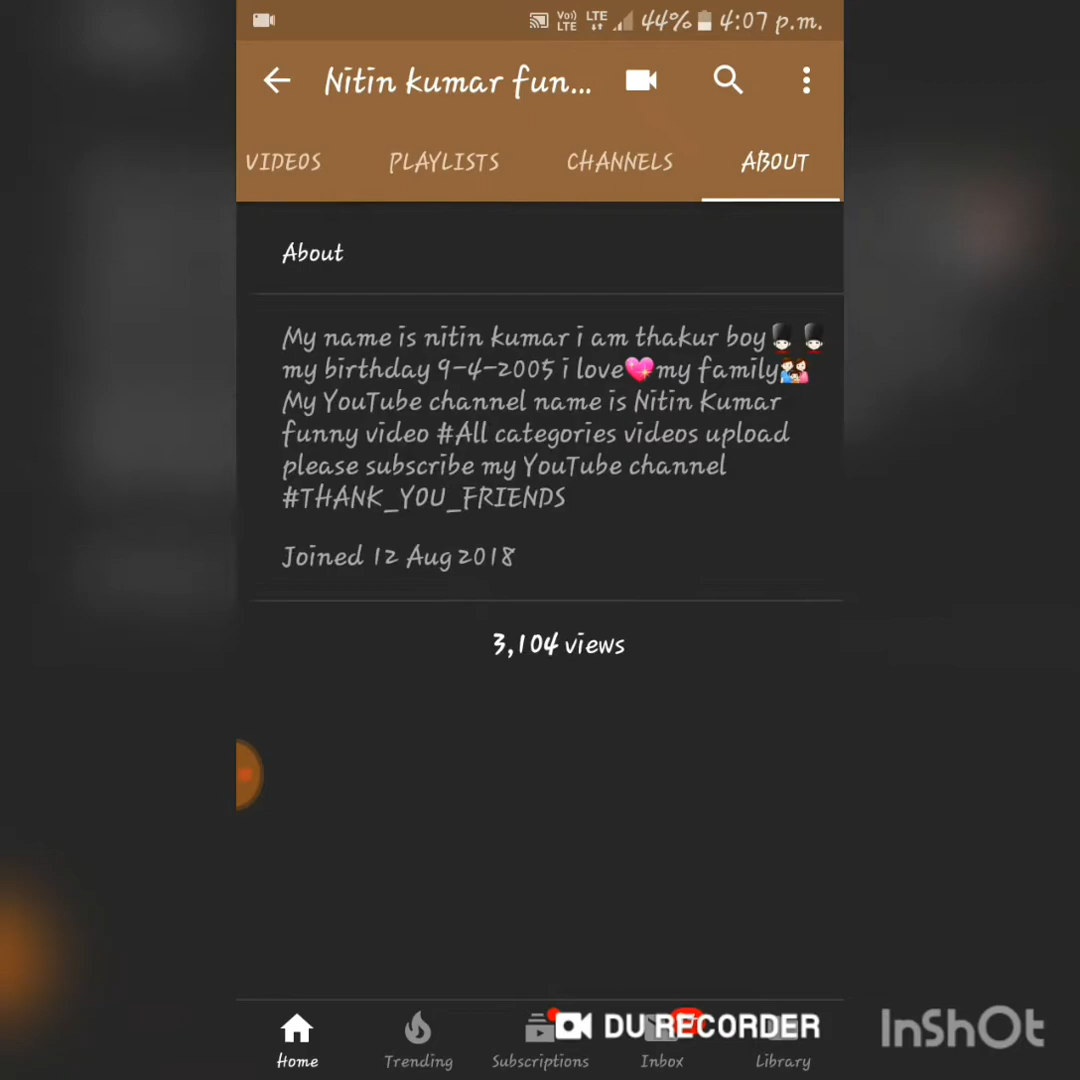 Vo) LTE LTE 44% 4:07 p.m.
Nitin kumar fun...
VIDEOS PLAYLISTS CHANNELS ABOUT
About
My name is nitin kumar i am thakur boy💂💂
my birthday 9-4-2005 i love💖my family👪
My YouTube channel name is Nitin Kumar
funny video #All categories videos upload
please subscribe my YouTube channel
#THANK_YOU_FRIENDS
Joined 12 Aug 2018
3,104 views
DU RECORDER
InShOt
Home Trending Subscriptions Inbox Library